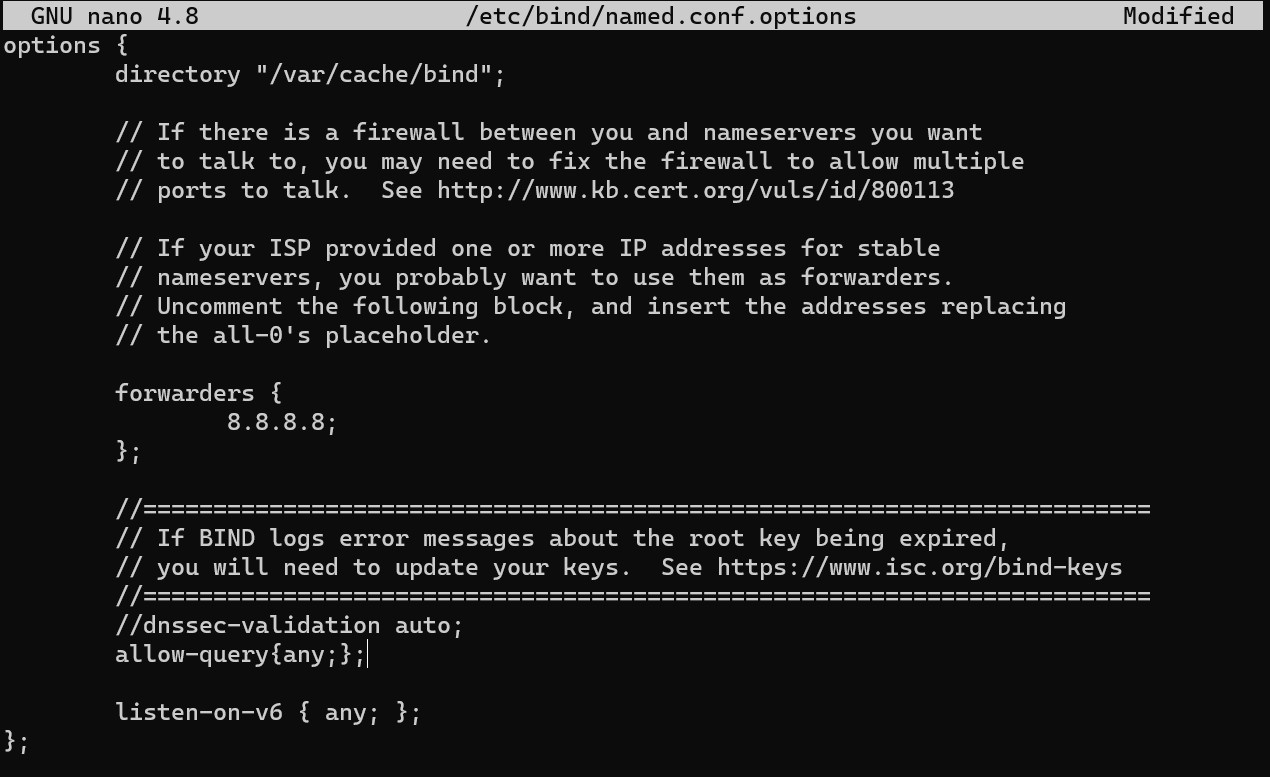 GNU nano 4.8 /etc/bind/named.conf.options Modified
options {
directory "/var/cache/bind";
// If there is a firewall between you and nameservers you want
// to talk to, you may need to fix the firewall to allow multiple
// ports to talk.  See http://www.kb.cert.org/vuls/id/800113
// If your ISP provided one or more IP addresses for stable
// nameservers, you probably want to use them as forwarders.
// Uncomment the following block, and insert the addresses replacing
// the all-0's placeholder.
forwarders {
8.8.8.8;
};
//========================================================================
// If BIND logs error messages about the root key being expired,
// you will need to update your keys.  See https://www.isc.org/bind-keys
//========================================================================
//dnssec-validation auto;
allow-query{any;};
listen-on-v6 { any; };
};